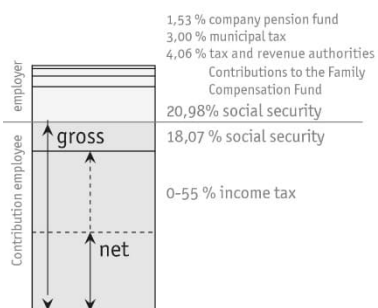 1,53 % company pension fund
3,00 % municipal tax
4,06 % tax and revenue authorities
Contributions to the Family
Compensation Fund
20,98% social security
employer
gross
18,07 % social security
Contribution employee
0-55 % income tax
net